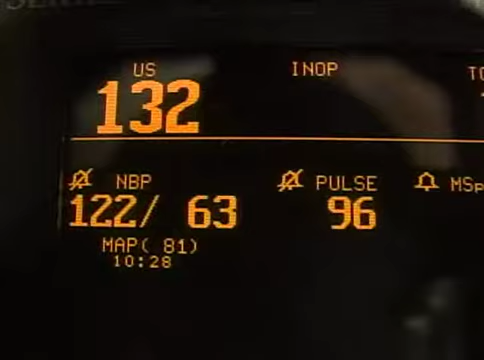 US INOP
132
NBP PULSE
122/ 63 96
MAP( 81)
10:28